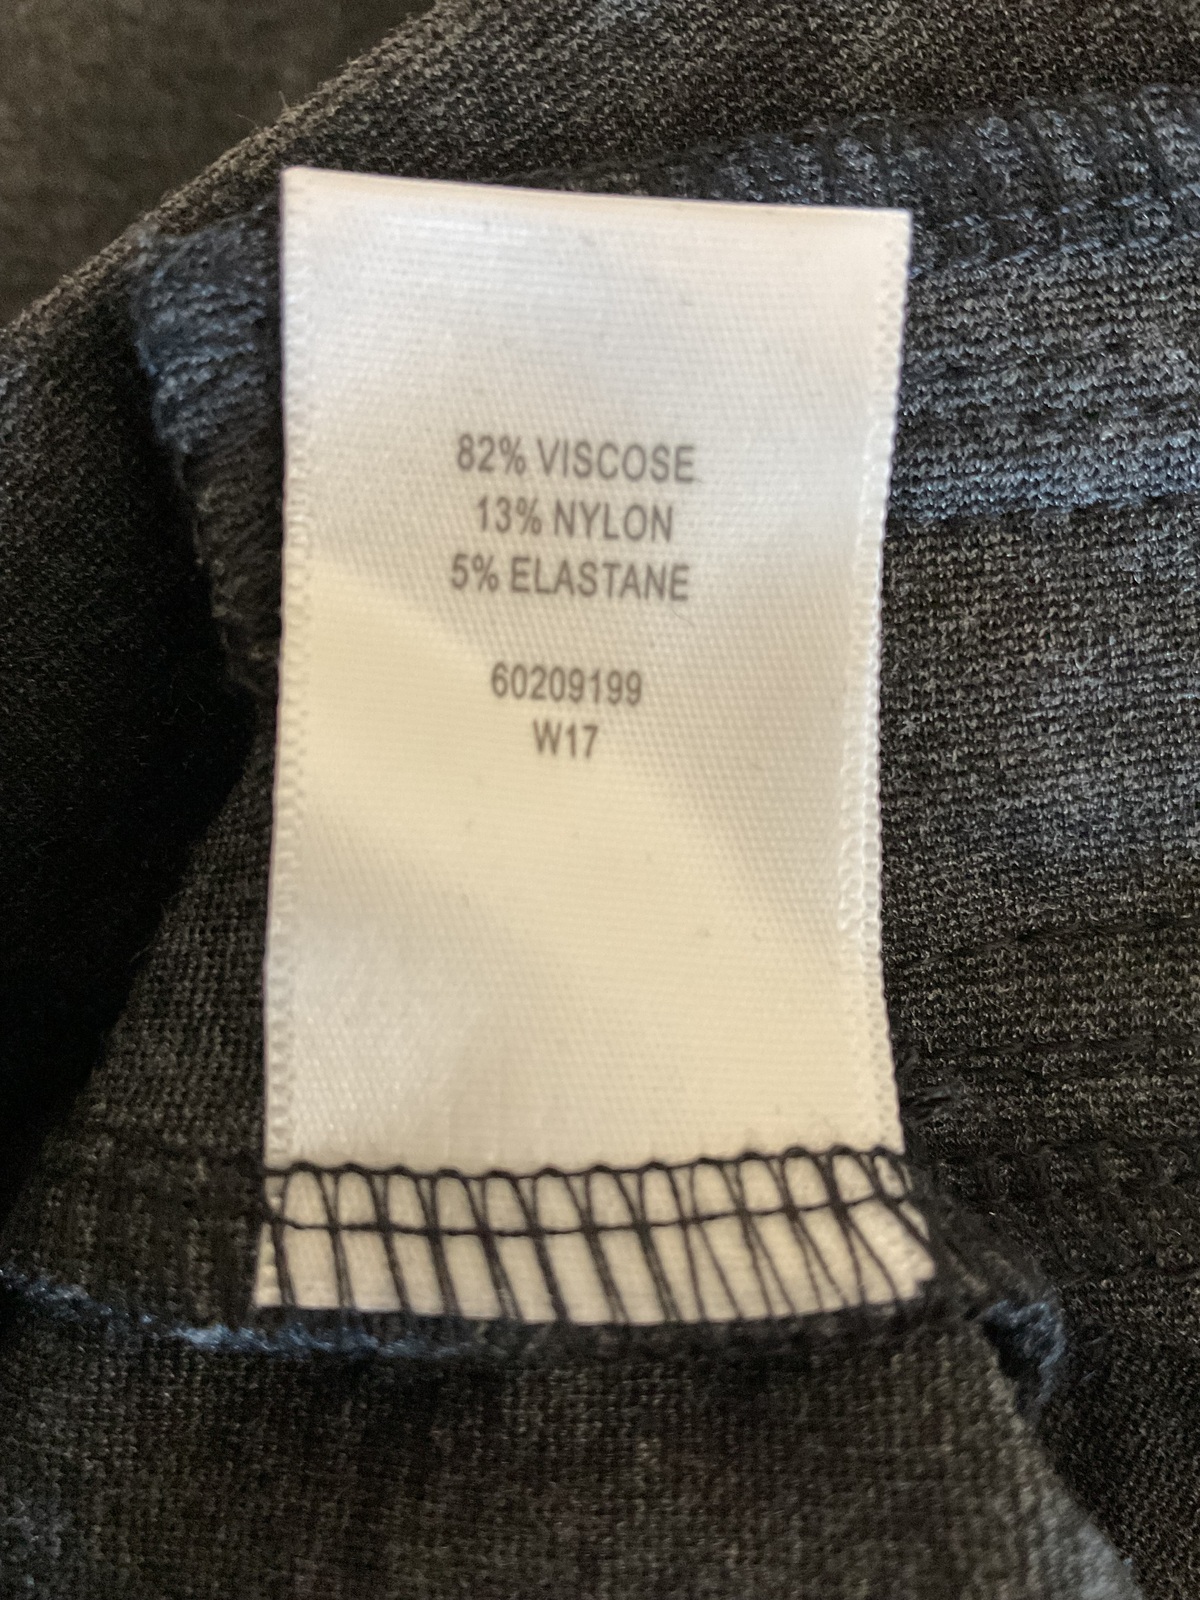 82% VISCOSE
13% NYLON
5% ELASTANE
60209199
W17